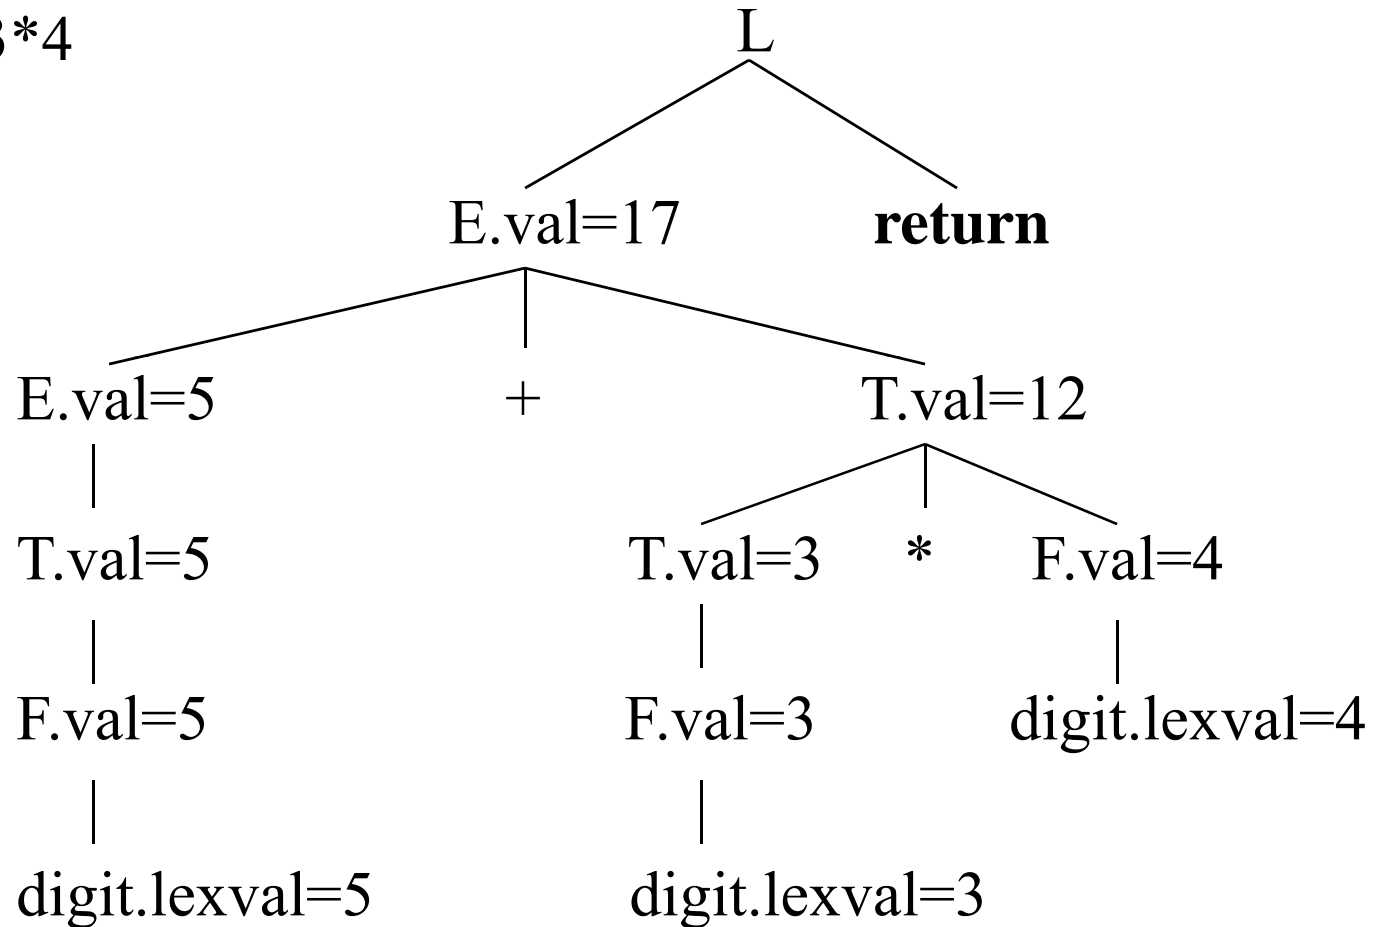 3*4
L
E.val=17 return
E.val=5 + T.val=12
T.val=5 T.val=3 * F.val=4
F.val=5 F.val=3 digit.lexval=4
digit.lexval=5 digit.lexval=3